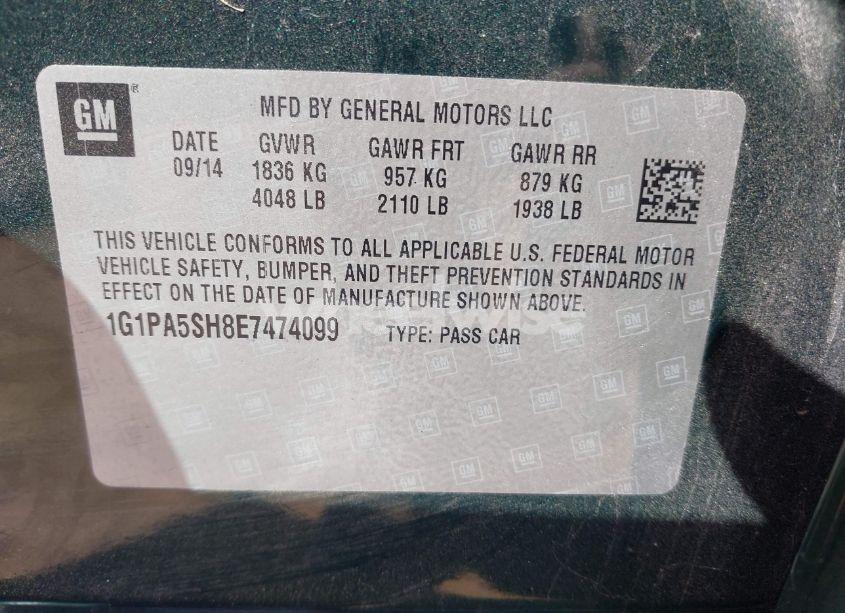 GM
MFD BY GENERAL MOTORS LLC
DATE GVWR GAWR FRT GAWR RR
09/14 1836 KG 957 KG 879 KG
4048 LB 2110 LB 1938 LB
THIS VEHICLE CONFORMS TO ALL APPLICABLE U.S. FEDERAL MOTOR
VEHICLE SAFETY, BUMPER, AND THEFT PREVENTION STANDARDS IN
EFFECT ON THE DATE OF MANUFACTURE SHOWN ABOVE.
1G1PA5SH8E7474099 TYPE: PASS CAR